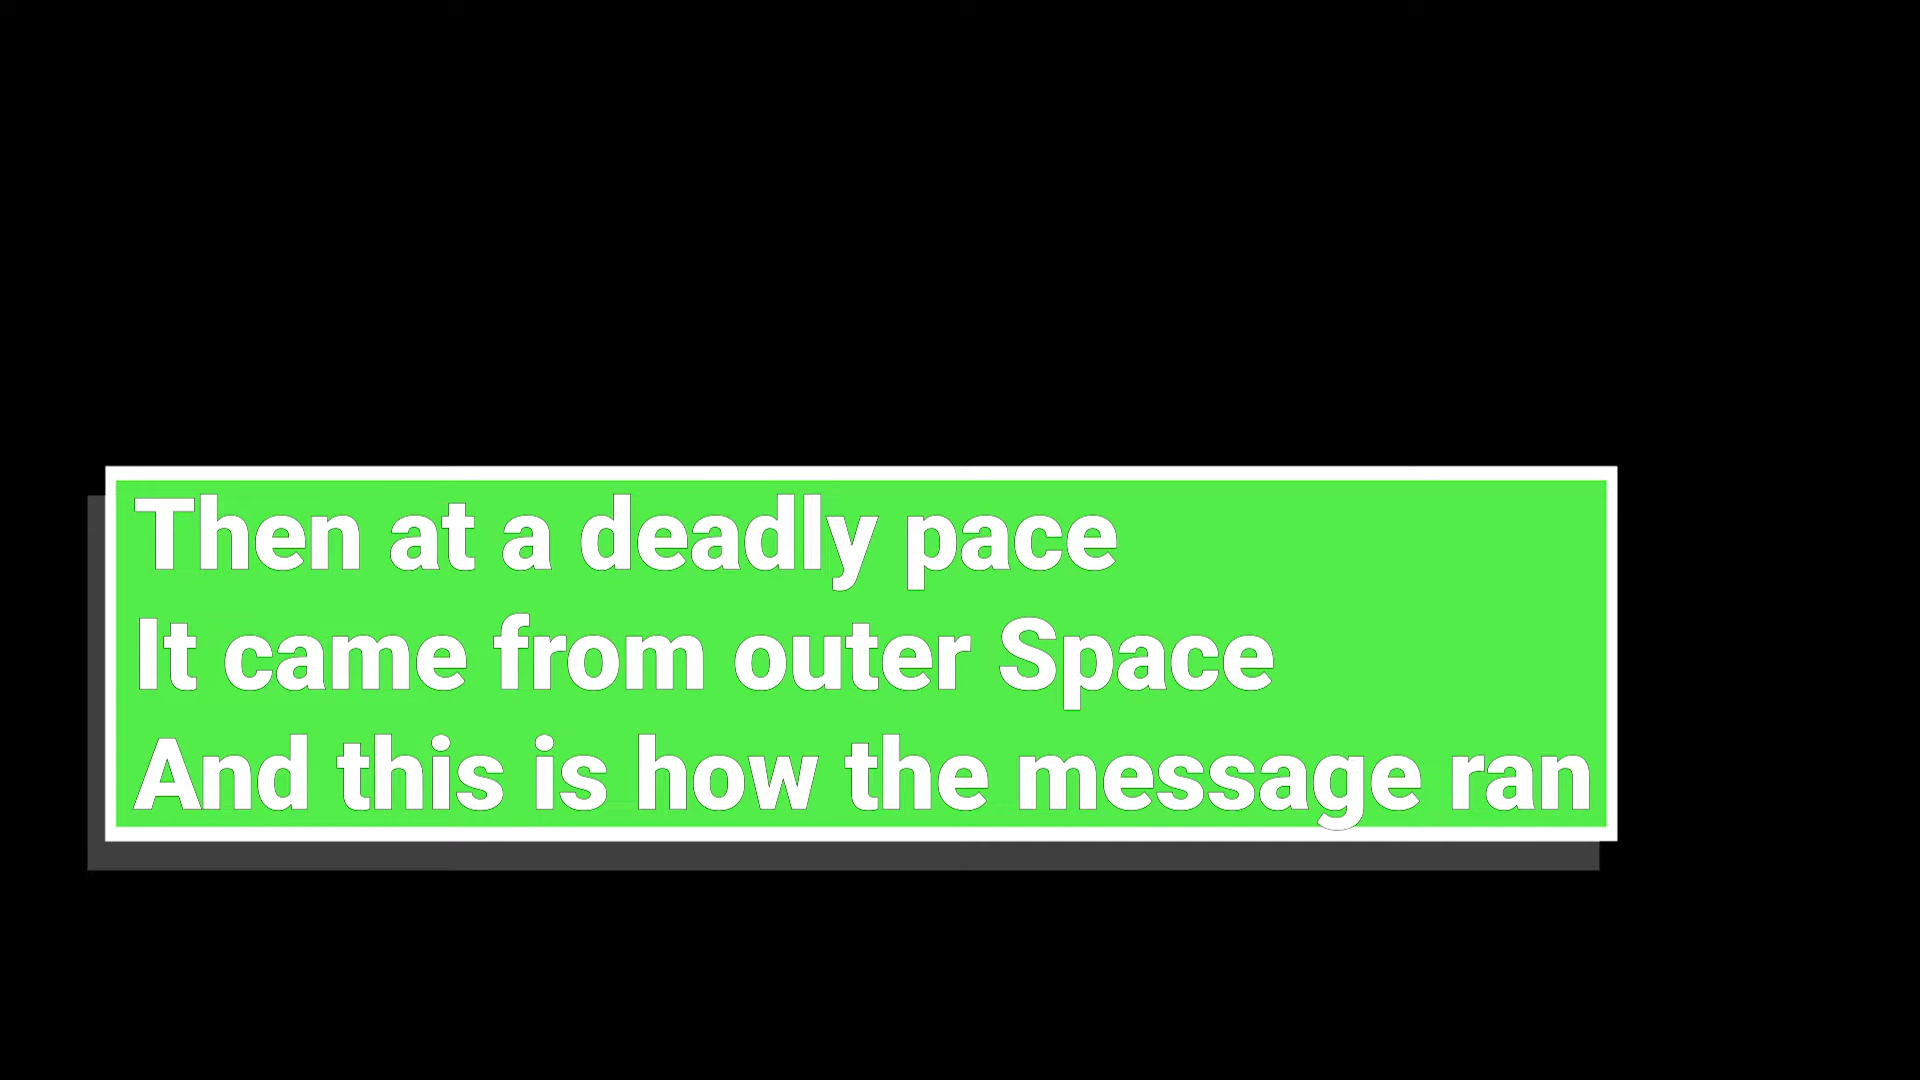 Then at a deadly pace
It came from outer Space
And this is how the message ran